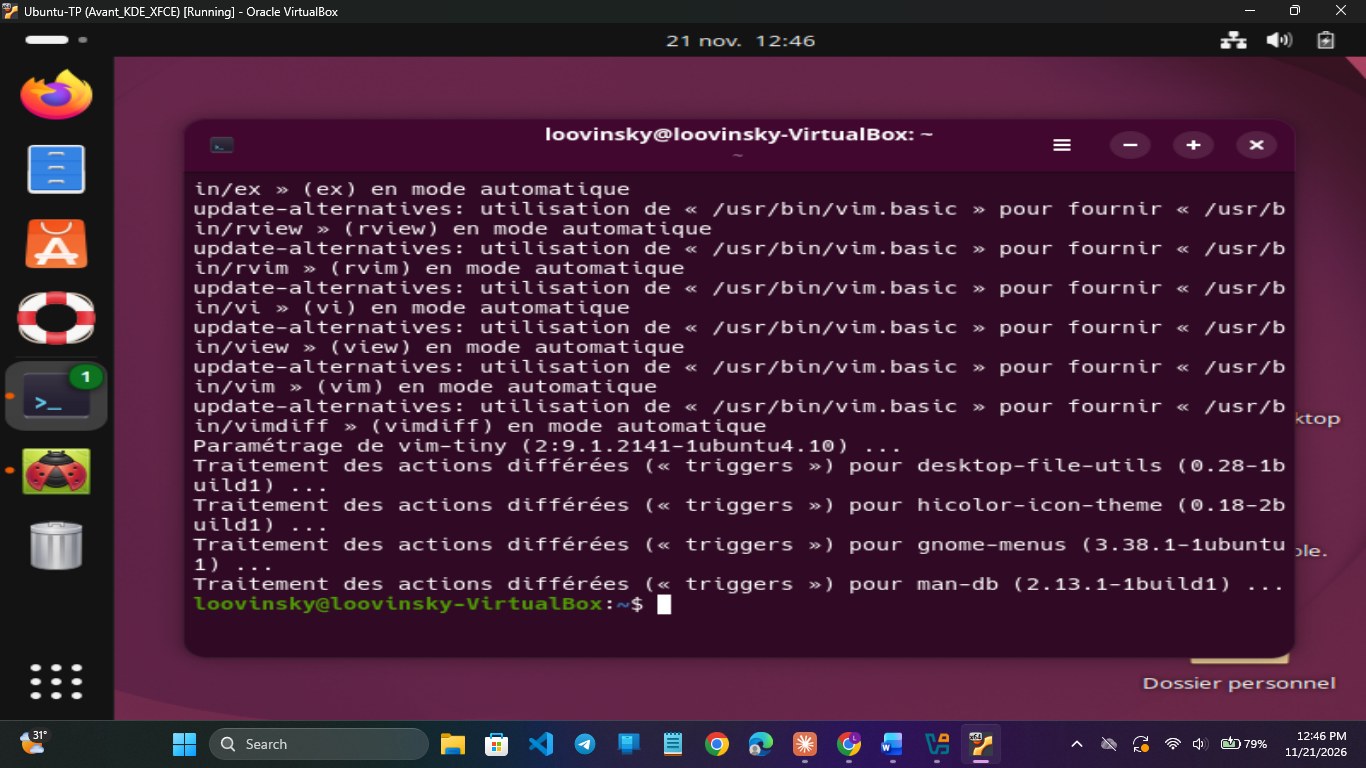 Ubuntu-TP (Avant_KDE_XFCE) [Running] - Oracle VirtualBox
21 nov. 12:46
loovinsky@loovinsky-VirtualBox: ~
~
in/ex » (ex) en mode automatique
update-alternatives: utilisation de « /usr/bin/vim.basic » pour fournir « /usr/b
in/rview » (rview) en mode automatique
update-alternatives: utilisation de « /usr/bin/vim.basic » pour fournir « /usr/b
in/rvim » (rvim) en mode automatique
update-alternatives: utilisation de « /usr/bin/vim.basic » pour fournir « /usr/b
in/vi » (vi) en mode automatique
update-alternatives: utilisation de « /usr/bin/vim.basic » pour fournir « /usr/b
in/view » (view) en mode automatique
update-alternatives: utilisation de « /usr/bin/vim.basic » pour fournir « /usr/b
in/vim » (vim) en mode automatique
update-alternatives: utilisation de « /usr/bin/vim.basic » pour fournir « /usr/b
in/vimdiff » (vimdiff) en mode automatique
Paramétrage de vim-tiny (2:9.1.2141-1ubuntu4.10) ...
Traitement des actions différées (« triggers ») pour desktop-file-utils (0.28-1b
uild1) ...
Traitement des actions différées (« triggers ») pour hicolor-icon-theme (0.18-2b
uild1) ...
Traitement des actions différées (« triggers ») pour gnome-menus (3.38.1-1ubuntu
1) ...
Traitement des actions différées (« triggers ») pour man-db (2.13.1-1build1) ...
loovinsky@loovinsky-VirtualBox:~$
1
ktop
ble.
Dossier personnel
31°
Search
79%
12:46 PM
11/21/2026